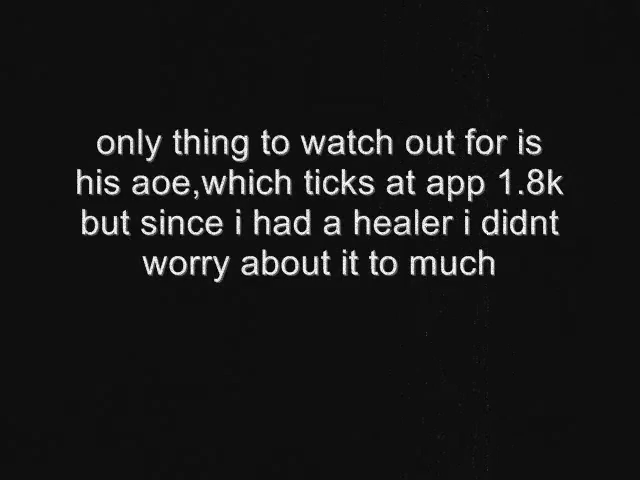 only thing to watch out for is
his aoe,which ticks at app 1.8k
but since i had a healer i didnt
worry about it to much